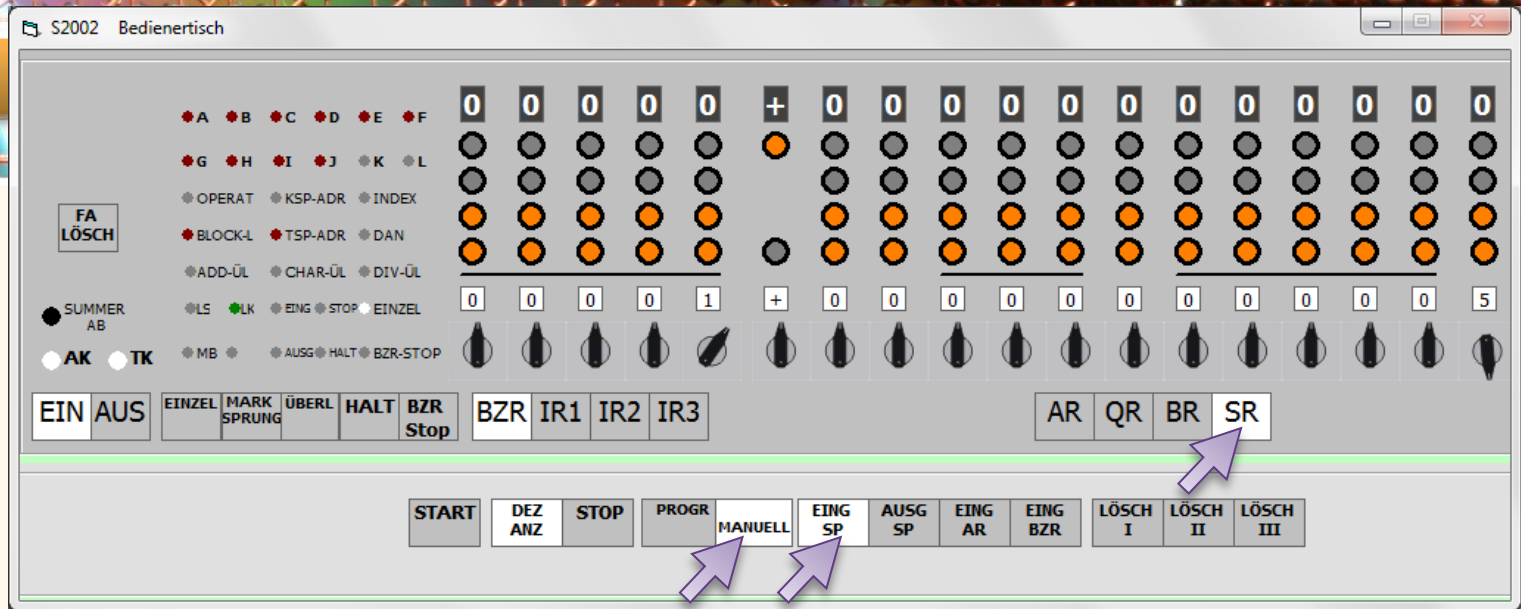 S2002 Bedienertisch
0 0 0 0 0 + 0 0 0 0 0 0 0 0 0 0 0 0
A B C D E F
G H I J K L
OPERAT KSP-ADR INDEX
FA
LÖSCH
BLOCK-L TSP-ADR DAN
ADD-ÜL CHAR-ÜL DIV-ÜL
0 0 0 0 1 + 0 0 0 0 0 0 0 0 0 0 0 5
SUMMER
AB
LS LK EING STOP EINZEL
AK TK
MB AUSG HALT BZR-STOP
EIN AUS
EINZEL
MARK
SPRUNG
ÜBERL
HALT
BZR
Stop
BZR IR1 IR2 IR3
AR QR BR SR
START
DEZ
ANZ
STOP
PROGR
MANUELL
EING
SP
AUSG
SP
EING
AR
EING
BZR
LÖSCH
I
LÖSCH
II
LÖSCH
III